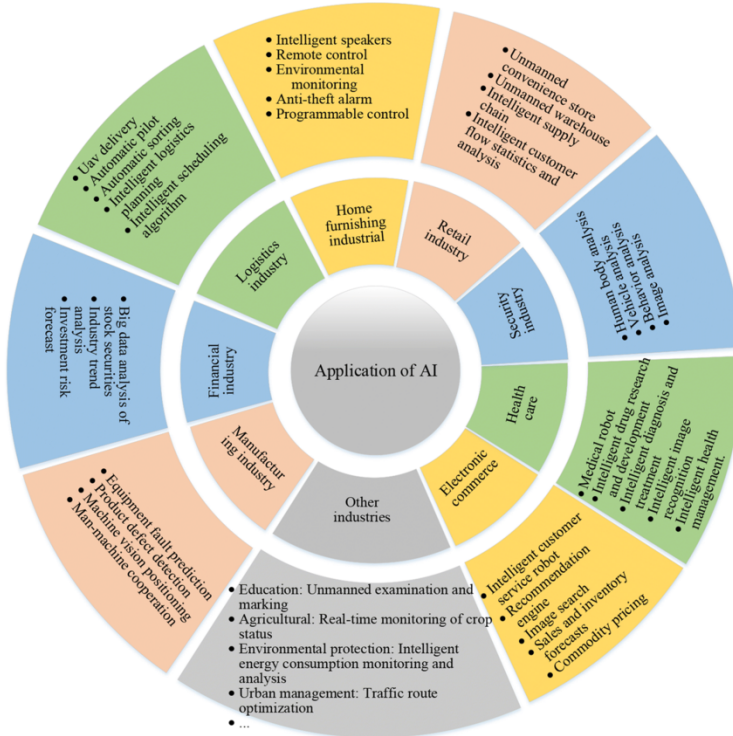 Application of AI
Home
furnishing
industrial
Retail
industry
Security
industry
Health
care
Electronic
commerce
Other
industries
Manufactur
ing industry
Financial
industry
Logistics
industry
• Intelligent speakers
• Remote control
• Environmental
monitoring
• Anti-theft alarm
• Programmable control
• Unmanned
convenience store
• Unmanned warehouse
• Intelligent supply
chain
• Intelligent customer
flow statistics and
analysis
• Human body analysis
• Vehicle analysis
• Behavior analysis
• Image analysis
• Medical robot
• Intelligent drug research
and development
• Intelligent diagnosis and
treatment
• Intelligent image
recognition
• Intelligent health
management.
• Intelligent customer
service robot
• Recommendation
engine
• Image search
• Sales and inventory
forecasts
• Commodity pricing
• Education: Unmanned examination and
marking
• Agricultural: Real-time monitoring of crop
status
• Environmental protection: Intelligent
energy consumption monitoring and
analysis
• Urban management: Traffic route
optimization
• ...
• Equipment fault prediction
• Product defect detection
• Machine vision positioning
• Man-machine cooperation
• Big data analysis of
stock securities
• Industry trend
analysis
• Investment risk
forecast
• Uav delivery
• Automatic pilot
• Automatic sorting
• Intelligent logistics
planning
• Intelligent scheduling
algorithm